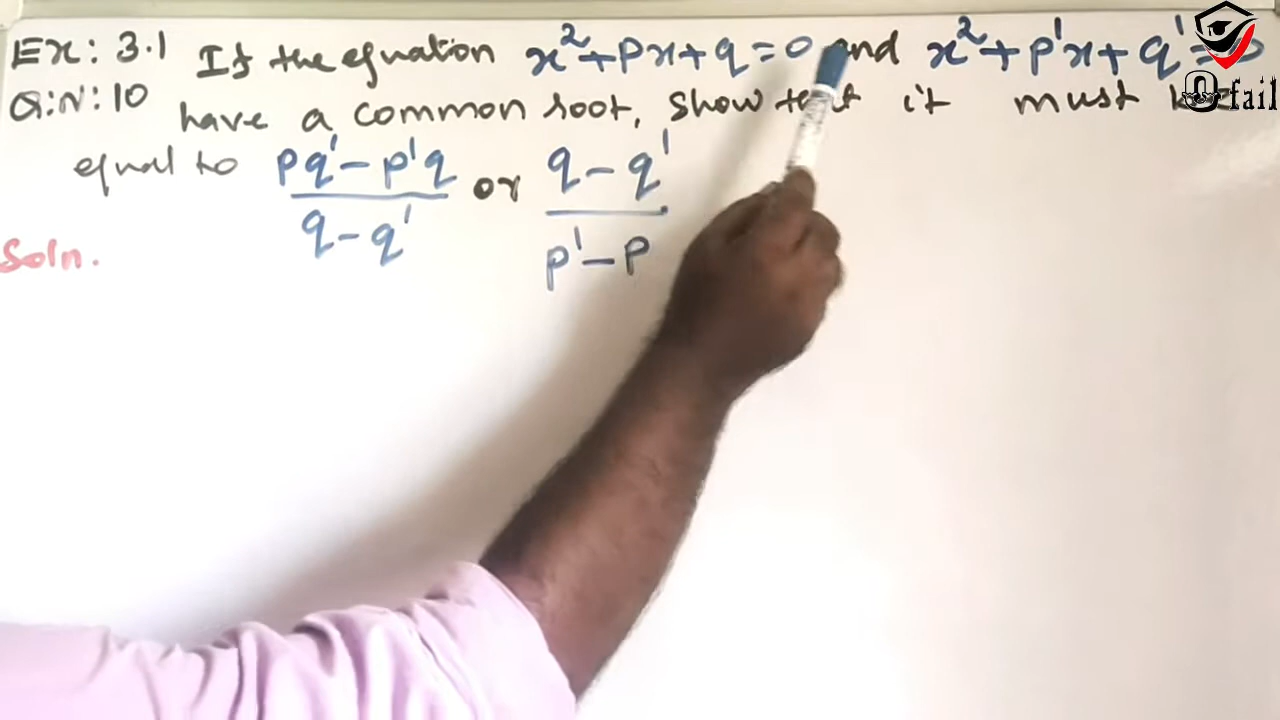 Ex: 3.1 If the equation x²+px+q=0 and x²+p'x+q'=0
Q.N:10 have a common root, show that it must
equal to pq'-p'q / q-q' or q-q' / p'-p
Soln.
0 fail